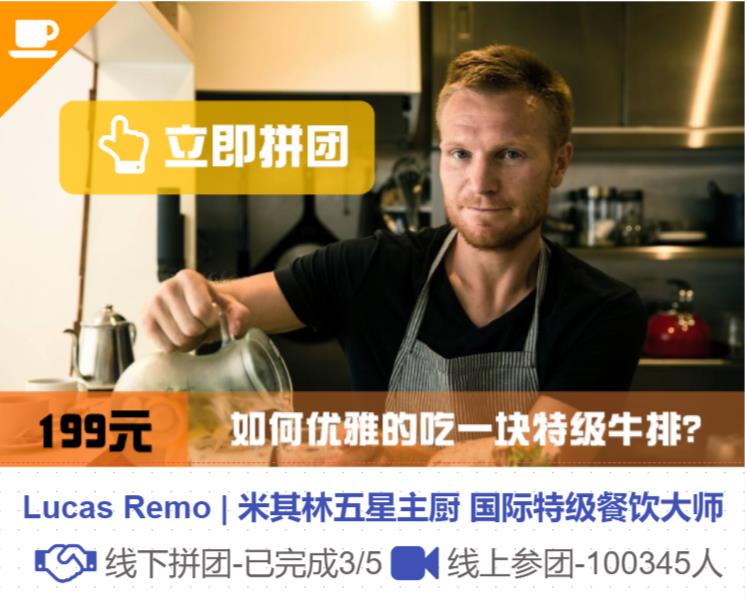 立即拼团
199元 如何优雅的吃一块特级牛排?
Lucas Remo | 米其林五星主厨 国际特级餐饮大师
线下拼团-已完成3/5 线上参团-100345人